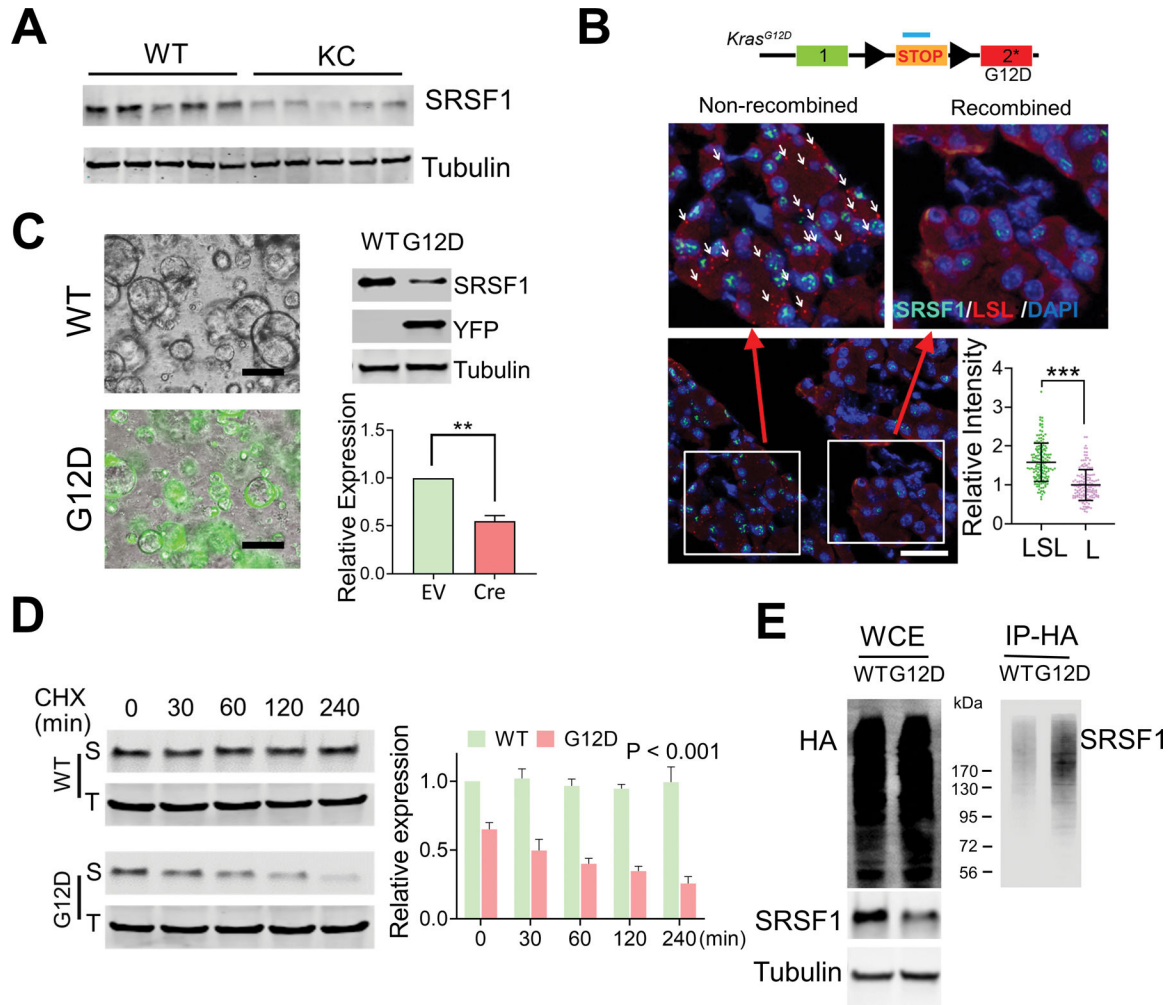 A
WT KC
SRSF1
Tubulin
B
Kras^G12D
1 STOP 2*
G12D
Non-recombined Recombined
SRSF1/LSL /DAPI
Relative Intensity
4
3
2
1
0
***
LSL L
C
WT
G12D
WT G12D
SRSF1
YFP
Tubulin
Relative Expression
1.5
1.0
0.5
0.0
**
EV Cre
D
CHX
(min)
0 30 60 120 240
WT
S
T
G12D
S
T
Relative expression
WT G12D
P < 0.001
1.0
0.5
0.0
0 30 60 120 240 (min)
E
WCE IP-HA
WT G12D WT G12D
kDa
HA
SRSF1
170
130
95
72
56
SRSF1
Tubulin